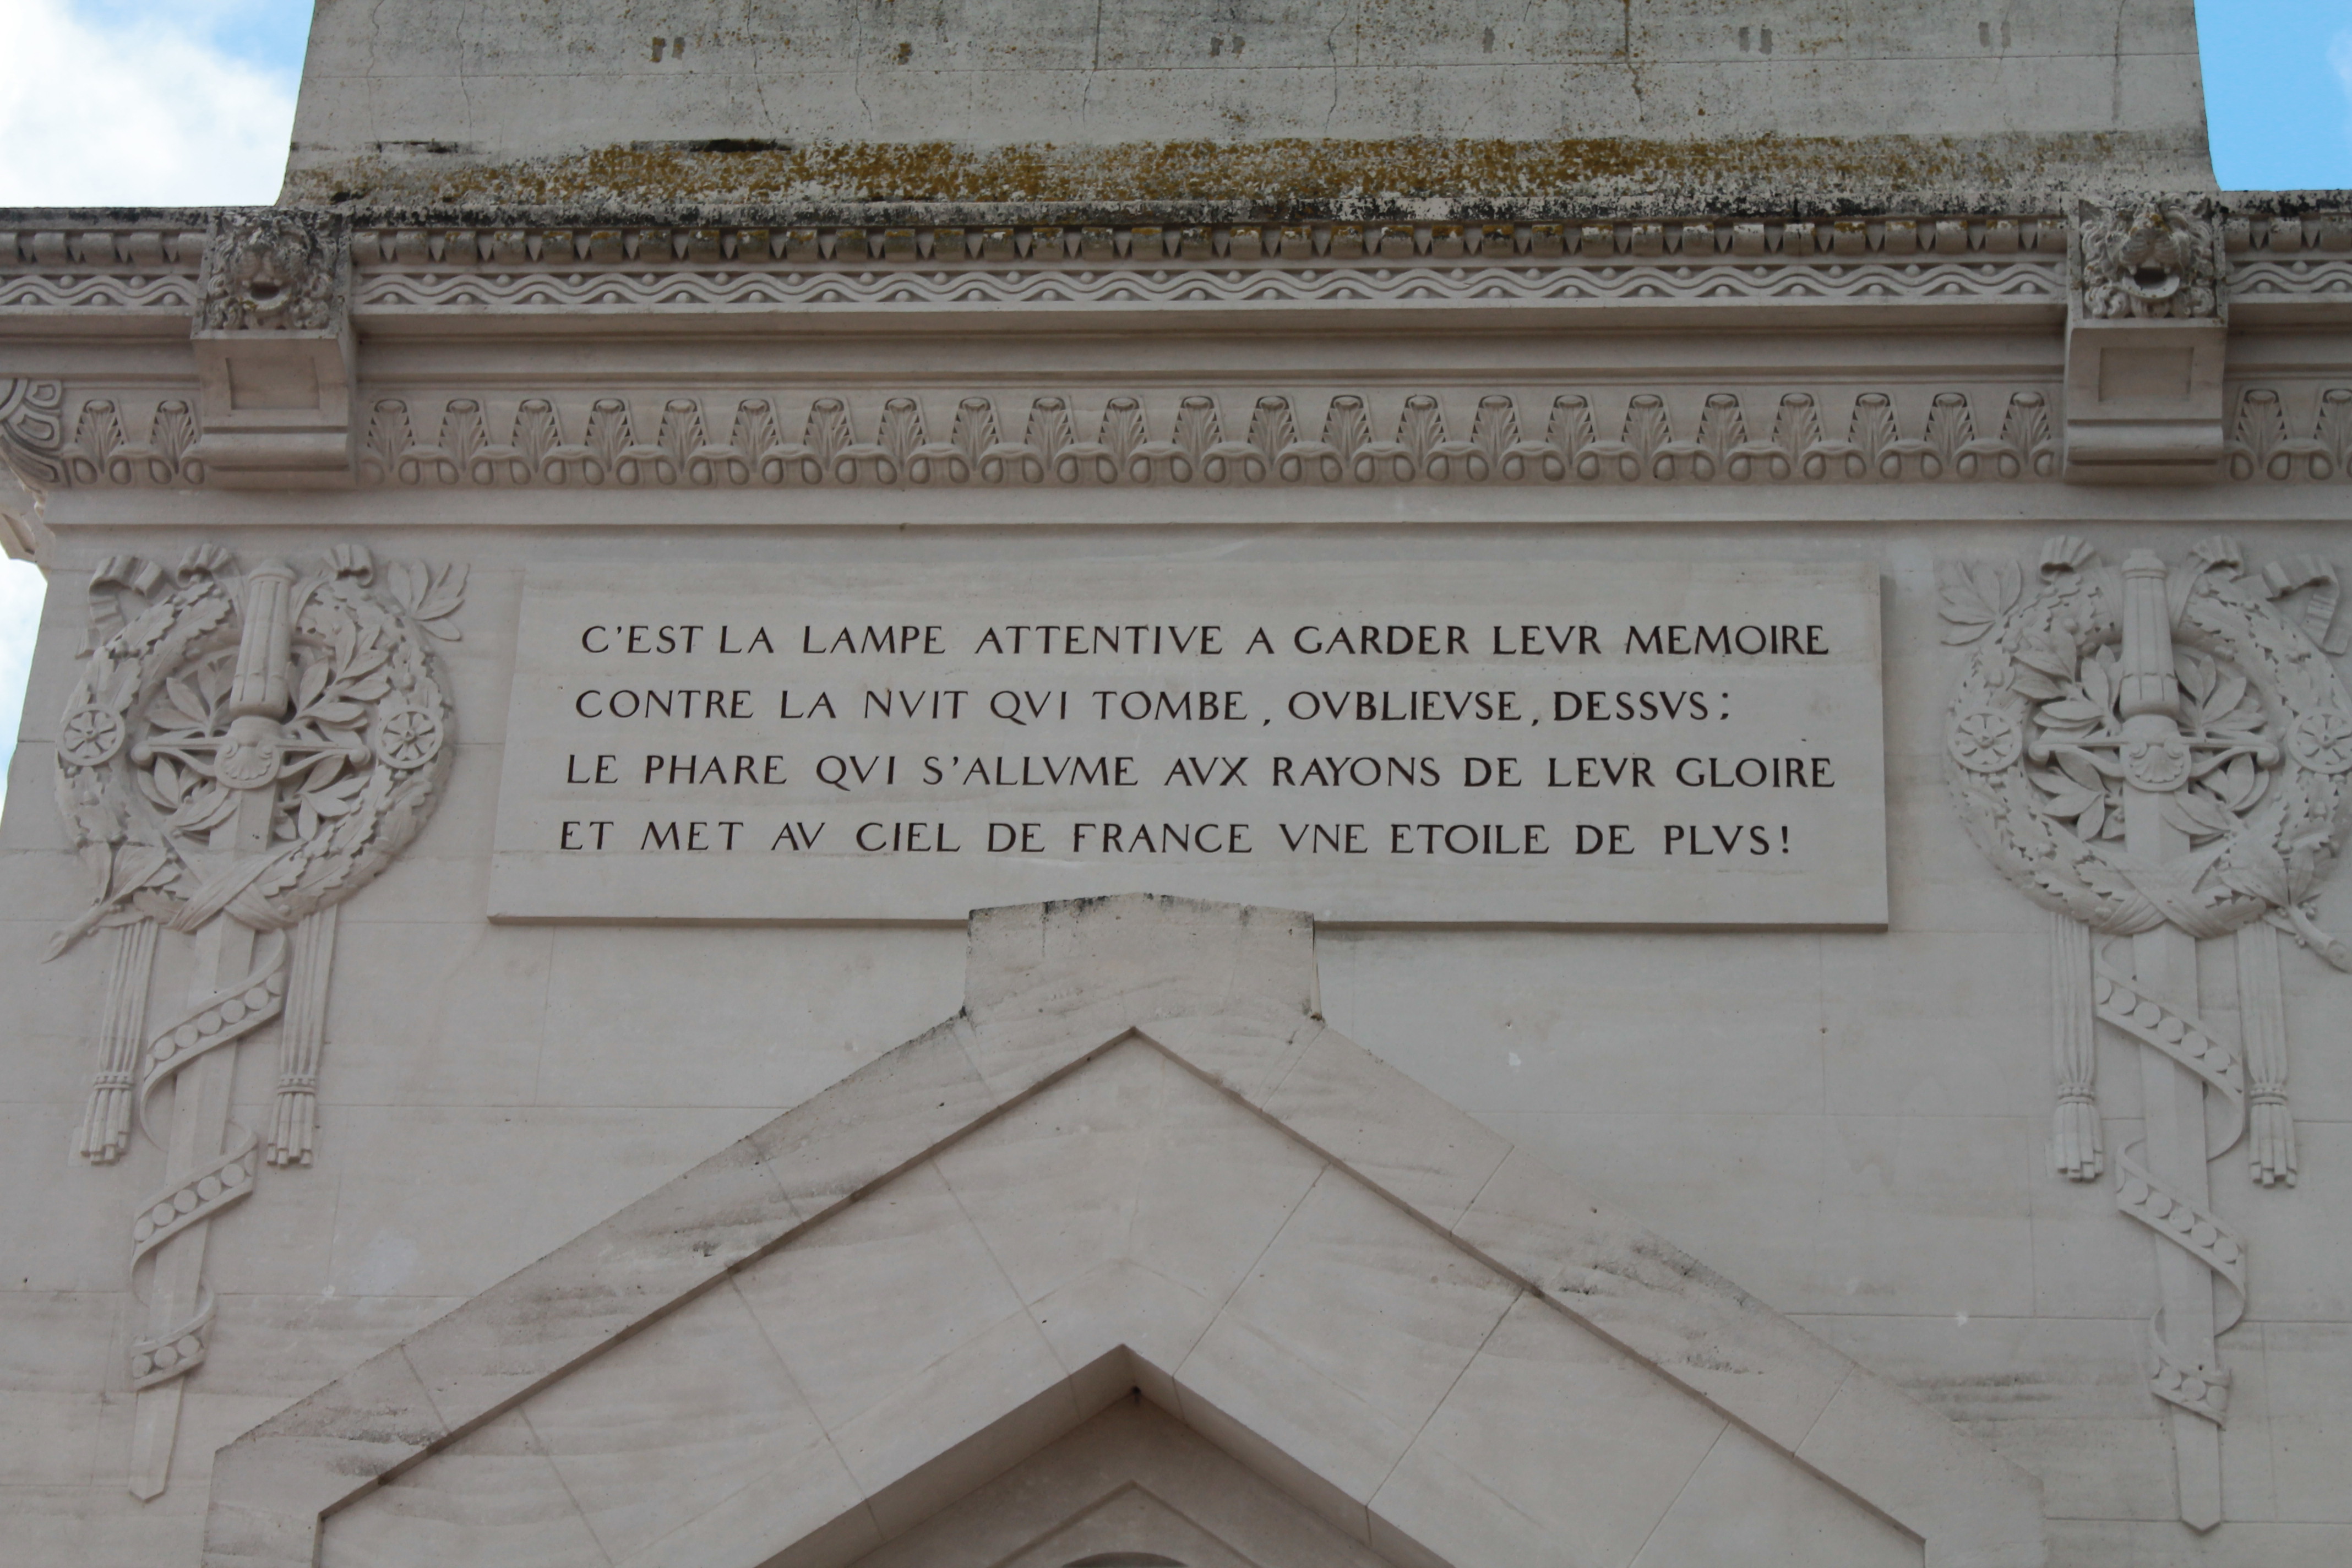 C'EST LA LAMPE ATTENTIVE A GARDER LEVR MEMOIRE
CONTRE LA NVIT QVI TOMBE, OVBLIEVSE, DESSVS:
LE PHARE QVI S'ALLVME AVX RAYONS DE LEVR GLOIRE
ET MET AV CIEL DE FRANCE VNE ETOILE DE PLVS!